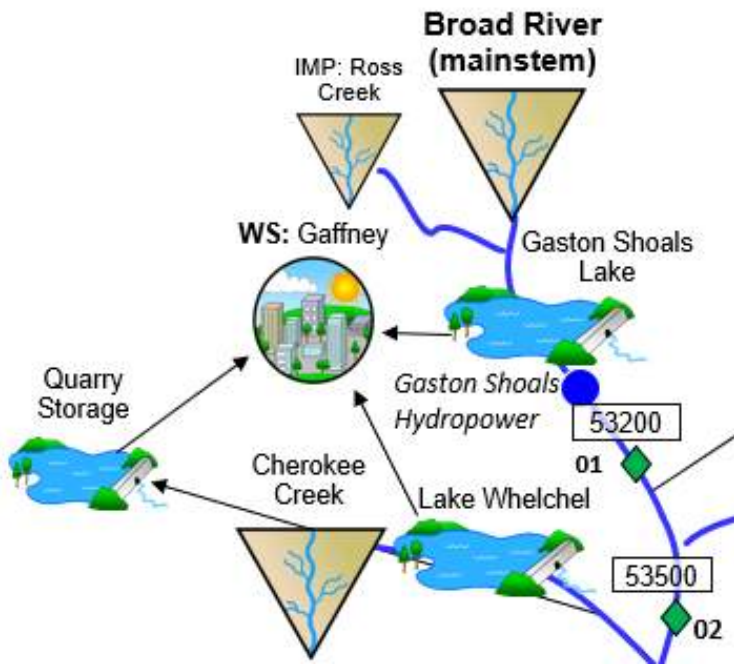 Broad River
(mainstem)
IMP: Ross
Creek
WS: Gaffney
Gaston Shoals
Lake
Quarry
Storage
Gaston Shoals
Hydropower
53200
01
Cherokee
Creek
Lake Whelchel
53500
02